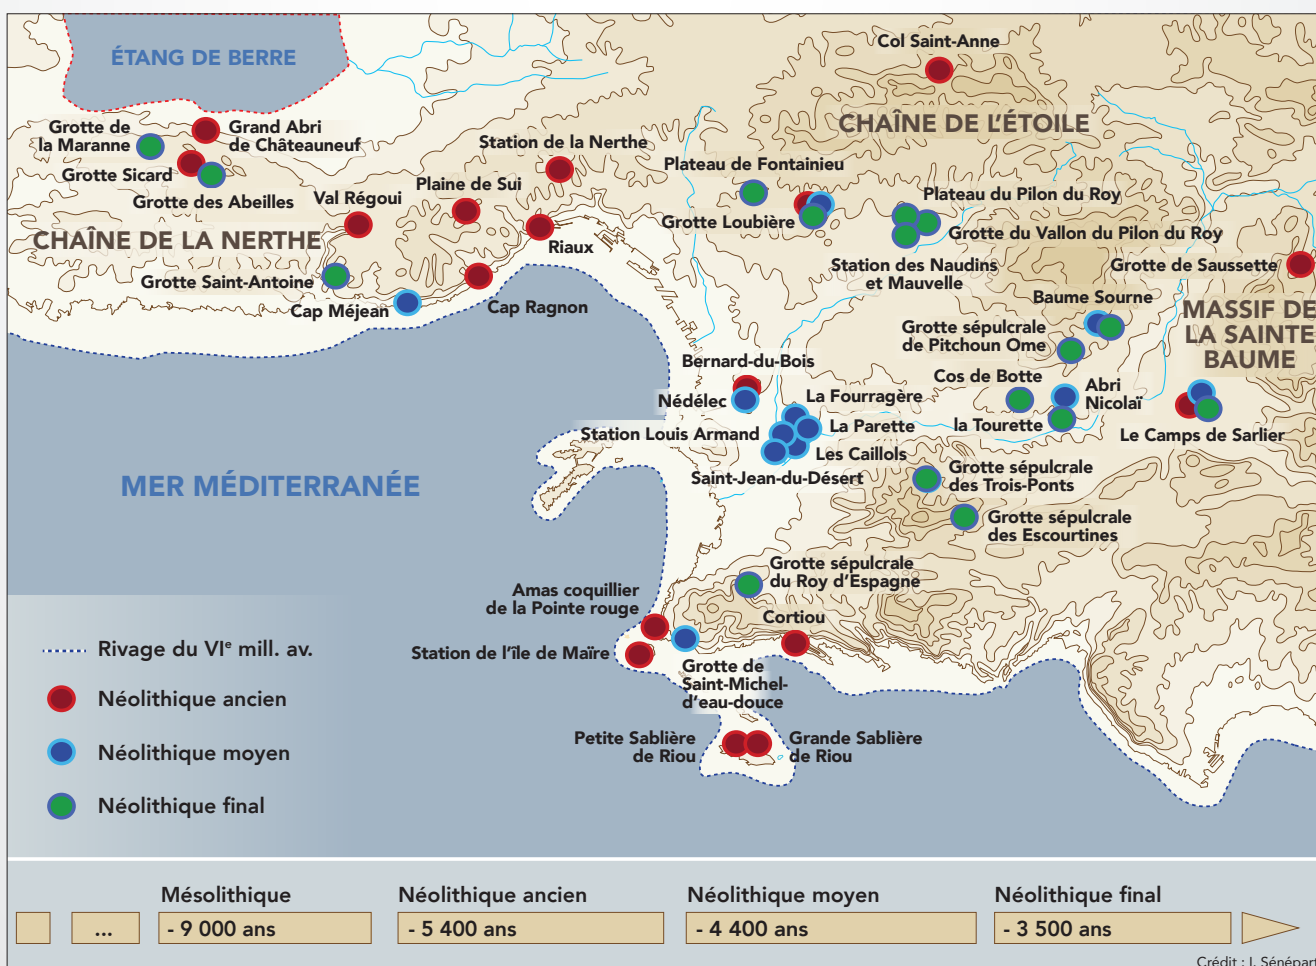 ÉTANG DE BERRE
Col Saint-Anne
CHAÎNE DE L'ÉTOILE
Grotte de
la Maranne
Grand Abri
de Châteauneuf
Grotte Sicard
Grotte des Abeilles
Station de la Nerthe
Plaine de Sui
Val Régoui
CHAÎNE DE LA NERTHE
Riaux
Grotte Saint-Antoine
Cap Méjean
Cap Ragnon
Plateau de Fontainieu
Grotte Loubière
Plateau du Pilon du Roy
Grotte du Vallon du Pilon du Roy
Station des Naudins
et Mauvelle
Grotte de Saussette
Baume Sourne
MASSIF DE
LA SAINTE
BAUME
Grotte sépulcrale
de Pitchoun Ome
Bernard-du-Bois
Nédélec
La Fourragère
Cos de Botte
Abri
Nicolaï
La Parette
la Tourette
Station Louis Armand
Le Camps de Sarlier
Les Caillols
Saint-Jean-du-Désert
Grotte sépulcrale
des Trois-Ponts
MER MÉDITERRANÉE
Grotte sépulcrale
des Escourtines
Grotte sépulcrale
du Roy d'Espagne
Amas coquillier
de la Pointe rouge
Cortiou
Station de l'île de Maïre
Grotte de
Saint-Michel-
d'eau-douce
Petite Sablière
de Riou
Grande Sablière
de Riou
Rivage du VIe mill. av.
Néolithique ancien
Néolithique moyen
Néolithique final
Mésolithique
Néolithique ancien
Néolithique moyen
Néolithique final
...
- 9 000 ans
- 5 400 ans
- 4 400 ans
- 3 500 ans
Crédit : I. Sénépart